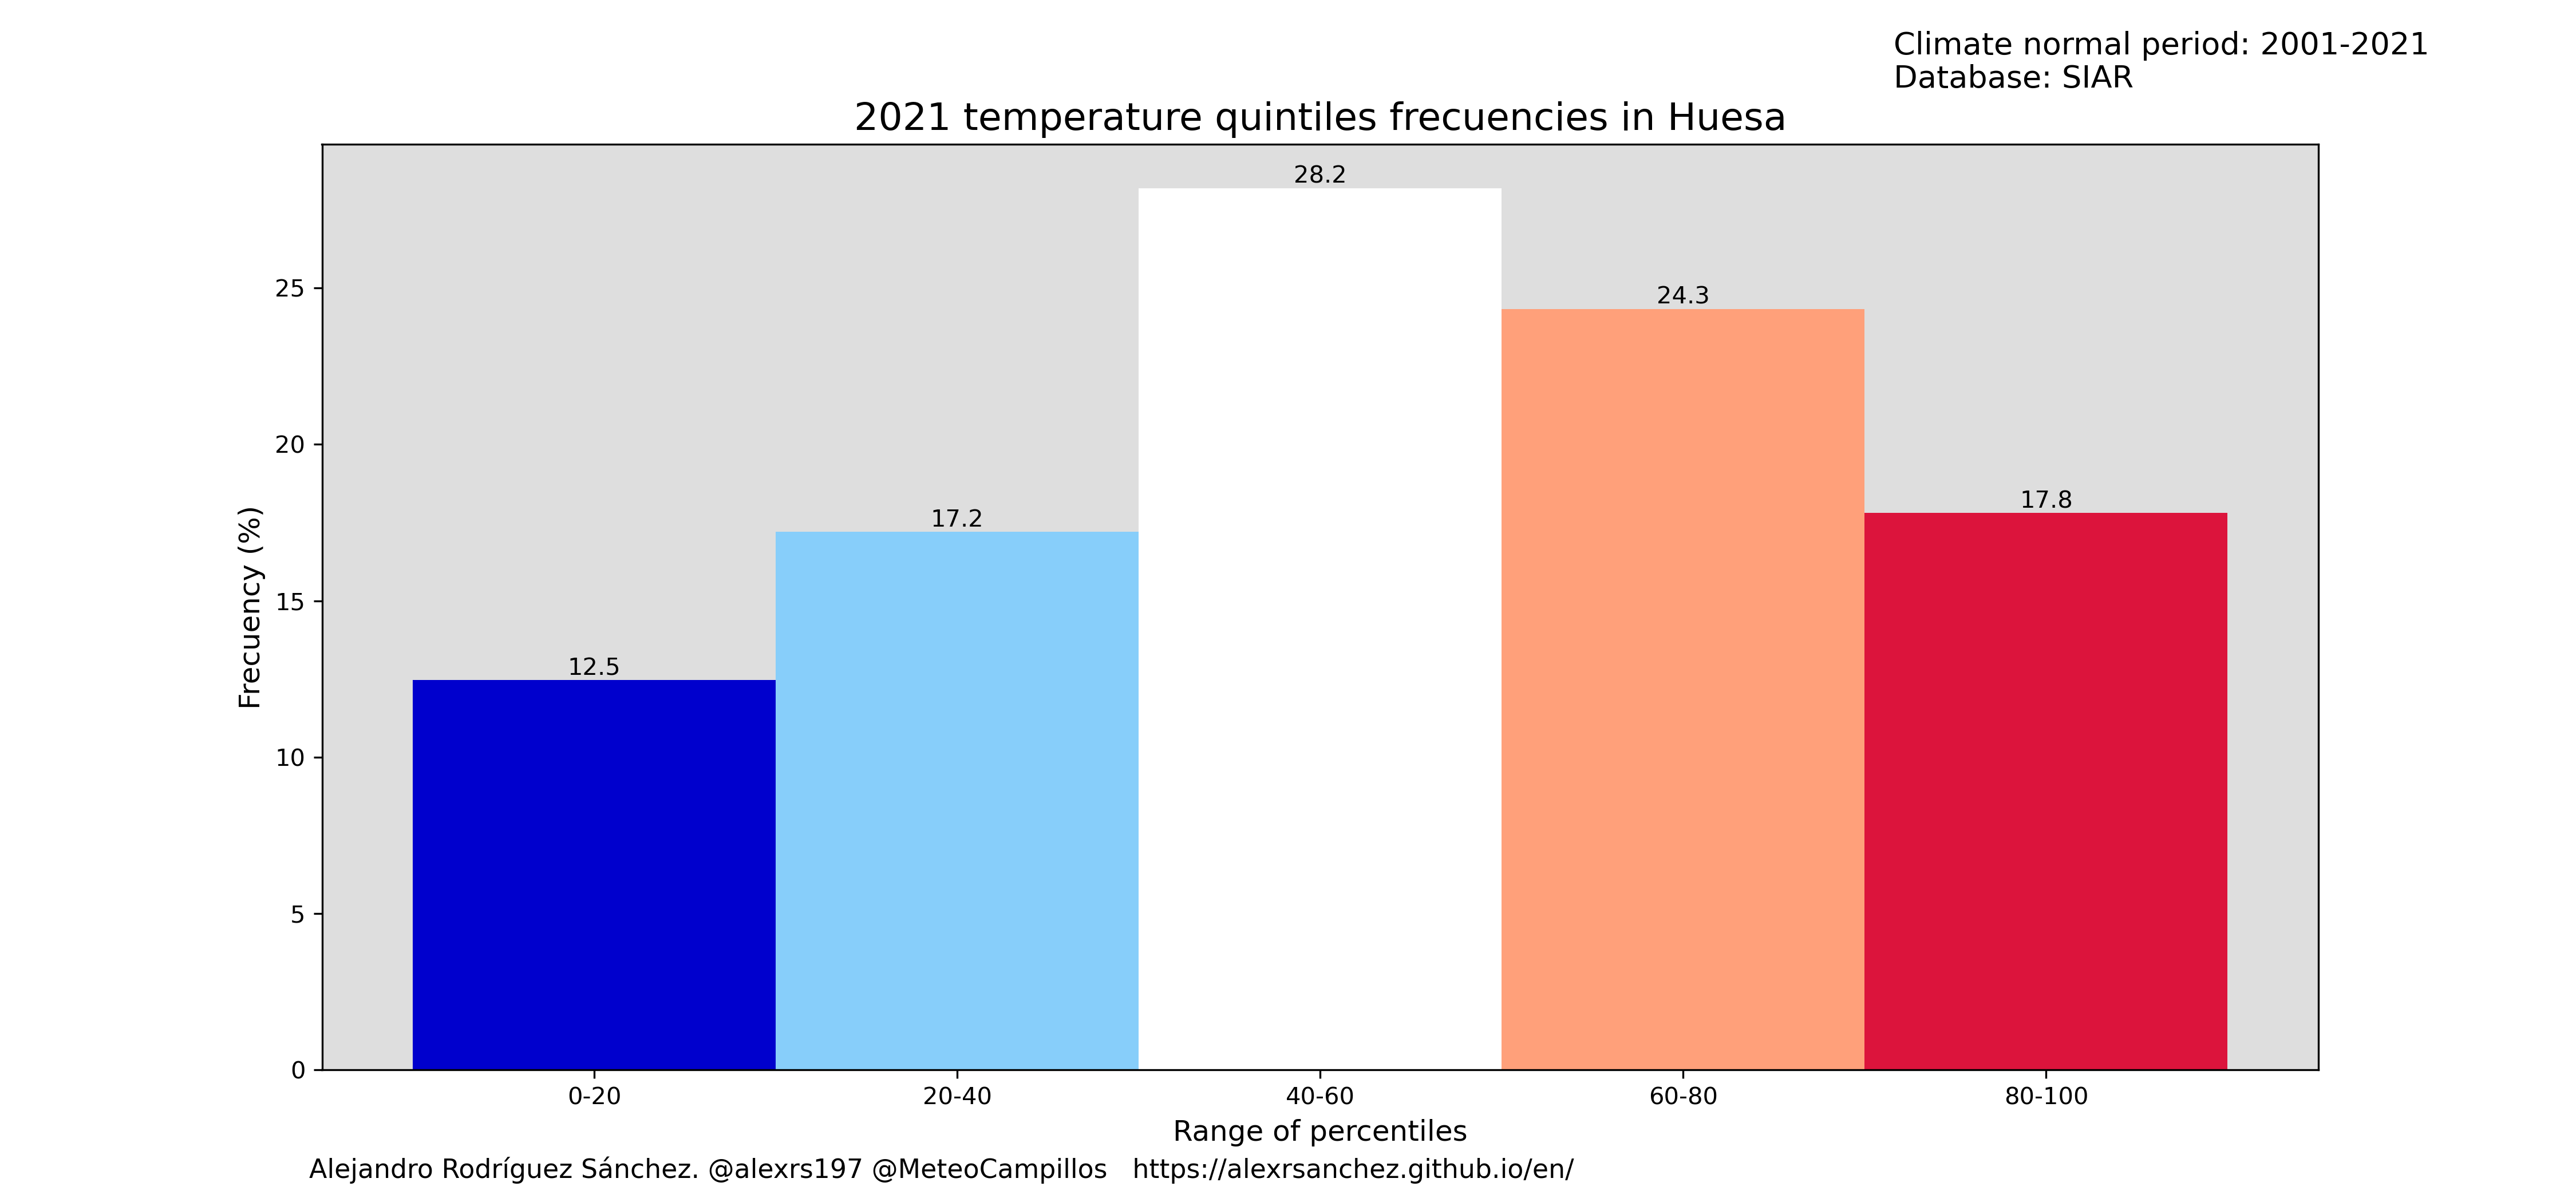 Climate normal period: 2001-2021
Database: SIAR
2021 temperature quintiles frecuencies in Huesa
28.2
24.3
17.8
17.2
12.5
25
20
15
10
5
0
Frecuency (%)
0-20 20-40 40-60 60-80 80-100
Range of percentiles
Alejandro Rodríguez Sánchez. @alexrs197 @MeteoCampillos https://alexrsanchez.github.io/en/